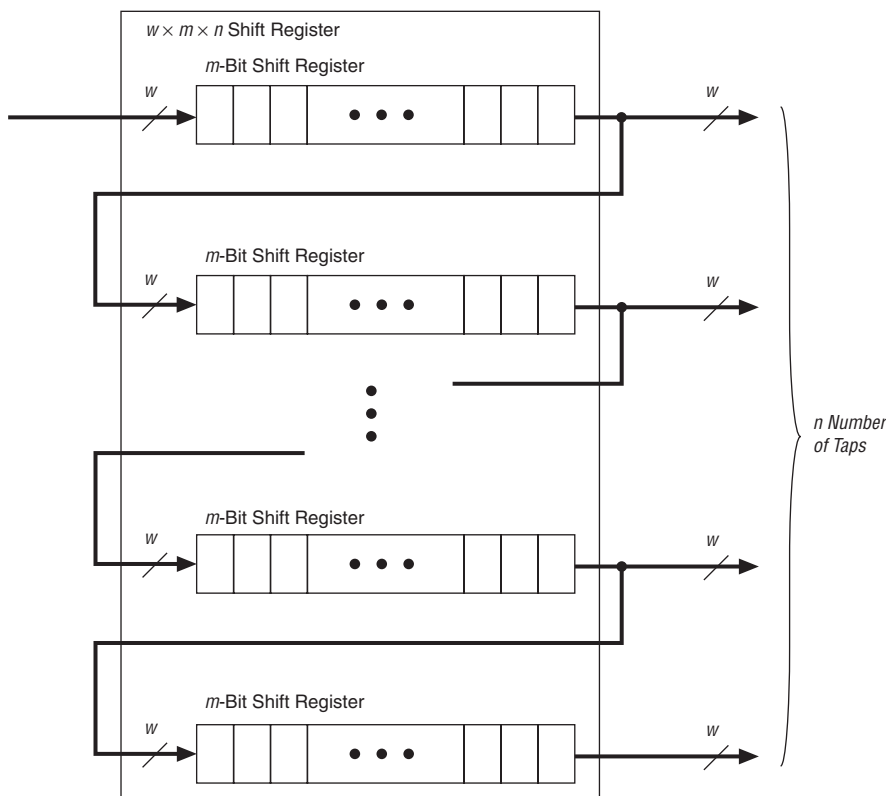 w × m × n Shift Register
m-Bit Shift Register
w
w
m-Bit Shift Register
w
w
n Number
of Taps
m-Bit Shift Register
w
w
m-Bit Shift Register
w
w